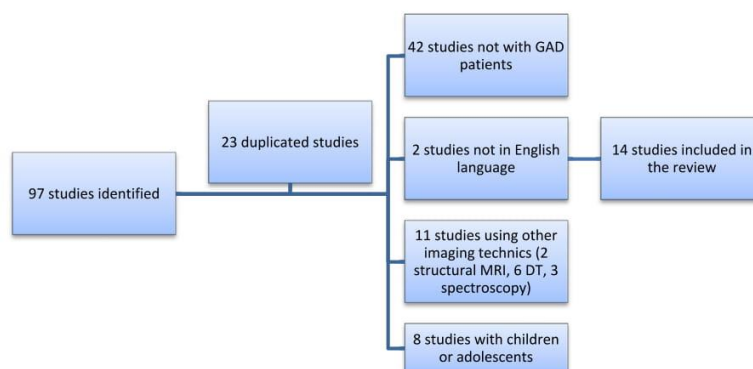 97 studies identified
23 duplicated studies
42 studies not with GAD
patients
2 studies not in English
language
11 studies using other
imaging technics (2
structural MRI, 6 DT, 3
spectroscopy)
8 studies with children
or adolescents
14 studies included in
the review